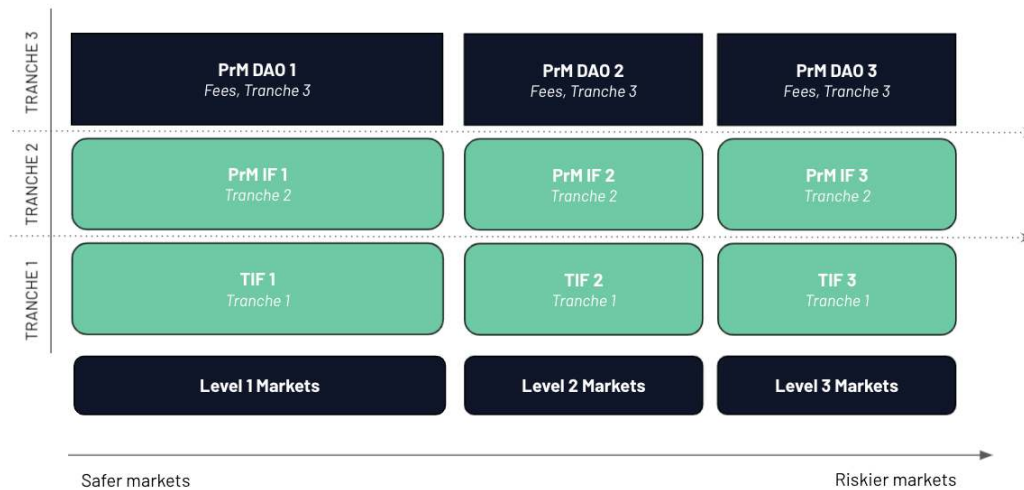 TRANCHE 3
PrM DAO 1
Fees, Tranche 3
PrM DAO 2
Fees, Tranche 3
PrM DAO 3
Fees, Tranche 3
TRANCHE 2
PrM IF 1
Tranche 2
PrM IF 2
Tranche 2
PrM IF 3
Tranche 2
TRANCHE 1
TIF 1
Tranche 1
TIF 2
Tranche 1
TIF 3
Tranche 1
Level 1 Markets
Level 2 Markets
Level 3 Markets
Safer markets
Riskier markets